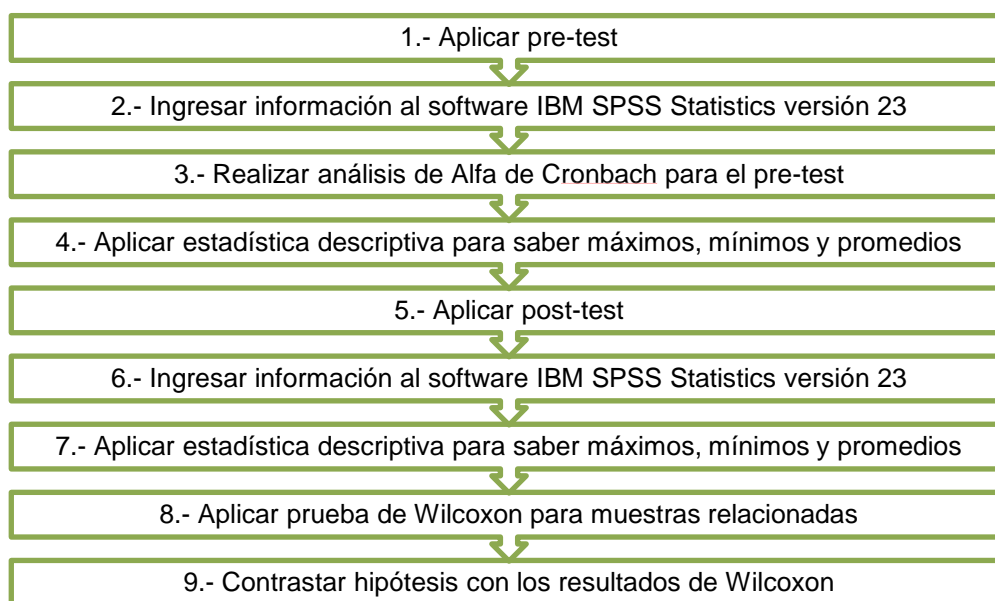 1.- Aplicar pre-test
2.- Ingresar información al software IBM SPSS Statistics versión 23
3.- Realizar análisis de Alfa de Cronbach para el pre-test
4.- Aplicar estadística descriptiva para saber máximos, mínimos y promedios
5.- Aplicar post-test
6.- Ingresar información al software IBM SPSS Statistics versión 23
7.- Aplicar estadística descriptiva para saber máximos, mínimos y promedios
8.- Aplicar prueba de Wilcoxon para muestras relacionadas
9.- Contrastar hipótesis con los resultados de Wilcoxon